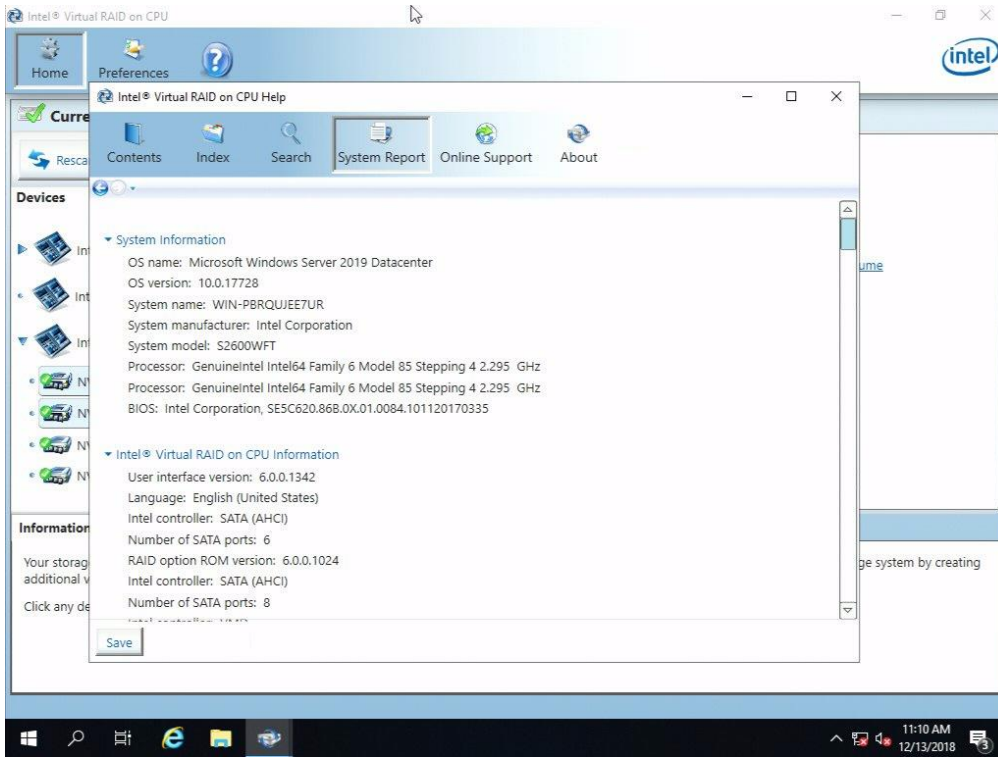 Intel® Virtual RAID on CPU
Home
Preferences
intel
Intel® Virtual RAID on CPU Help
Curre
Contents
Index
Search
System Report
Online Support
About
Resca
Devices
System Information
OS name: Microsoft Windows Server 2019 Datacenter
OS version: 10.0.17728
System name: WIN-PBRQUJEE7UR
System manufacturer: Intel Corporation
System model: S2600WFT
Processor: GenuineIntel Intel64 Family 6 Model 85 Stepping 4 2.295 GHz
Processor: GenuineIntel Intel64 Family 6 Model 85 Stepping 4 2.295 GHz
BIOS: Intel Corporation, SE5C620.86B.0X.01.0084.101120170335
ume
Int
Intel® Virtual RAID on CPU Information
User interface version: 6.0.0.1342
Language: English (United States)
Intel controller: SATA (AHCI)
Number of SATA ports: 6
RAID option ROM version: 6.0.0.1024
Intel controller: SATA (AHCI)
Number of SATA ports: 8
Intel controller: VMD
Save
Information
Your storag
ge system by creating
additional v
Click any de
11:10 AM
12/13/2018
3